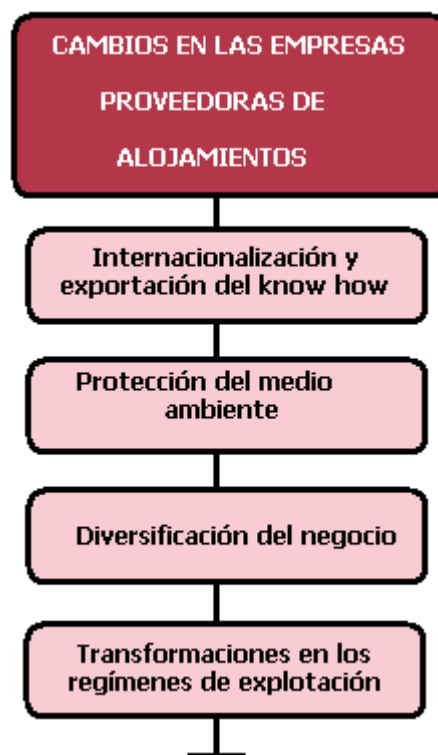 CAMBIOS EN LAS EMPRESAS
PROVEEDORAS DE
ALOJAMIENTOS
Internacionalización y
exportación del know how
Protección del medio
ambiente
Diversificación del negocio
Transformaciones en los
regímenes de explotación